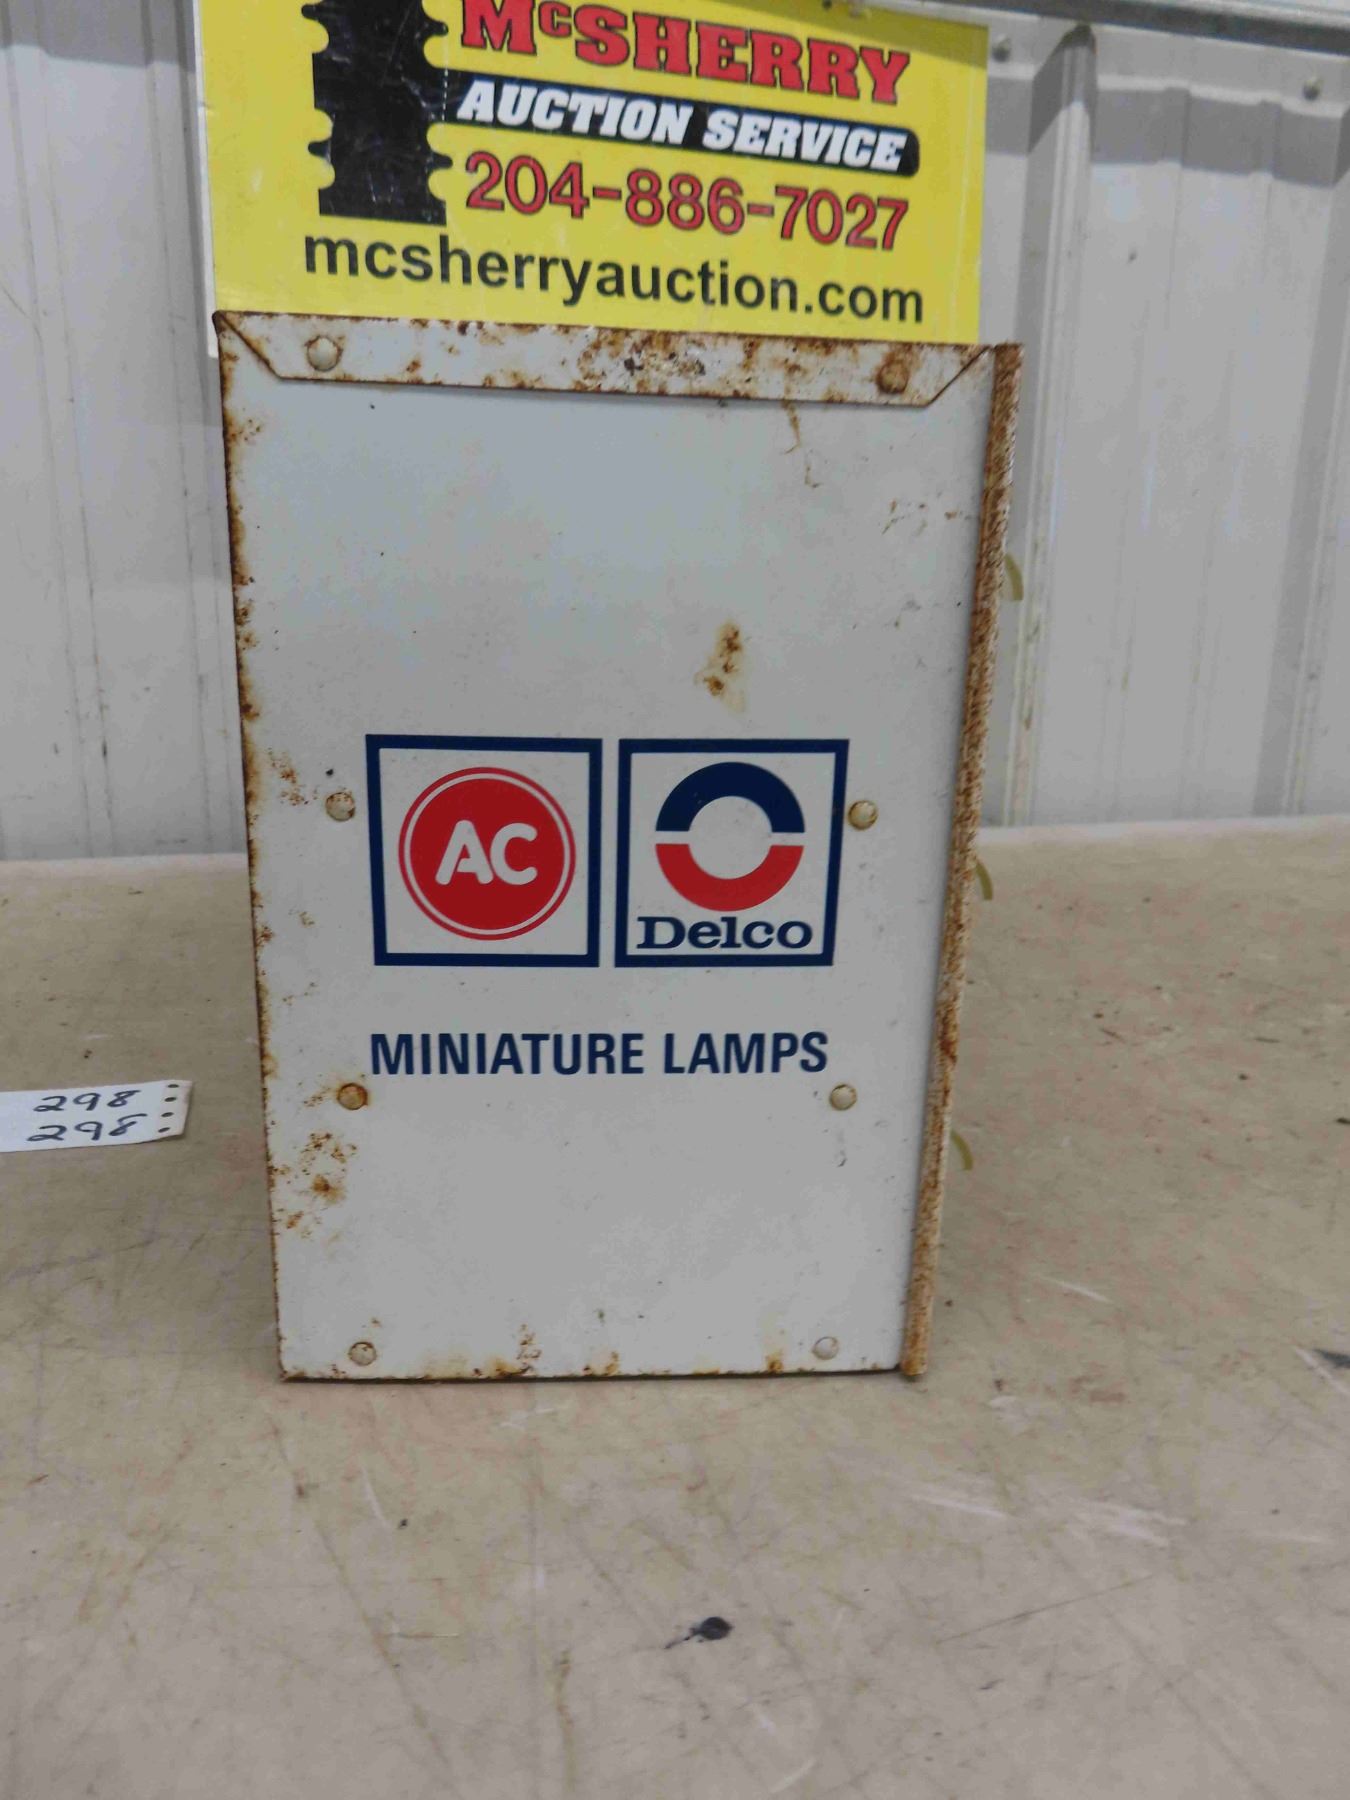 McSHERRY
AUCTION SERVICE
204-886-7027
mcsherryauction.com
AC
Delco
MINIATURE LAMPS
298
298